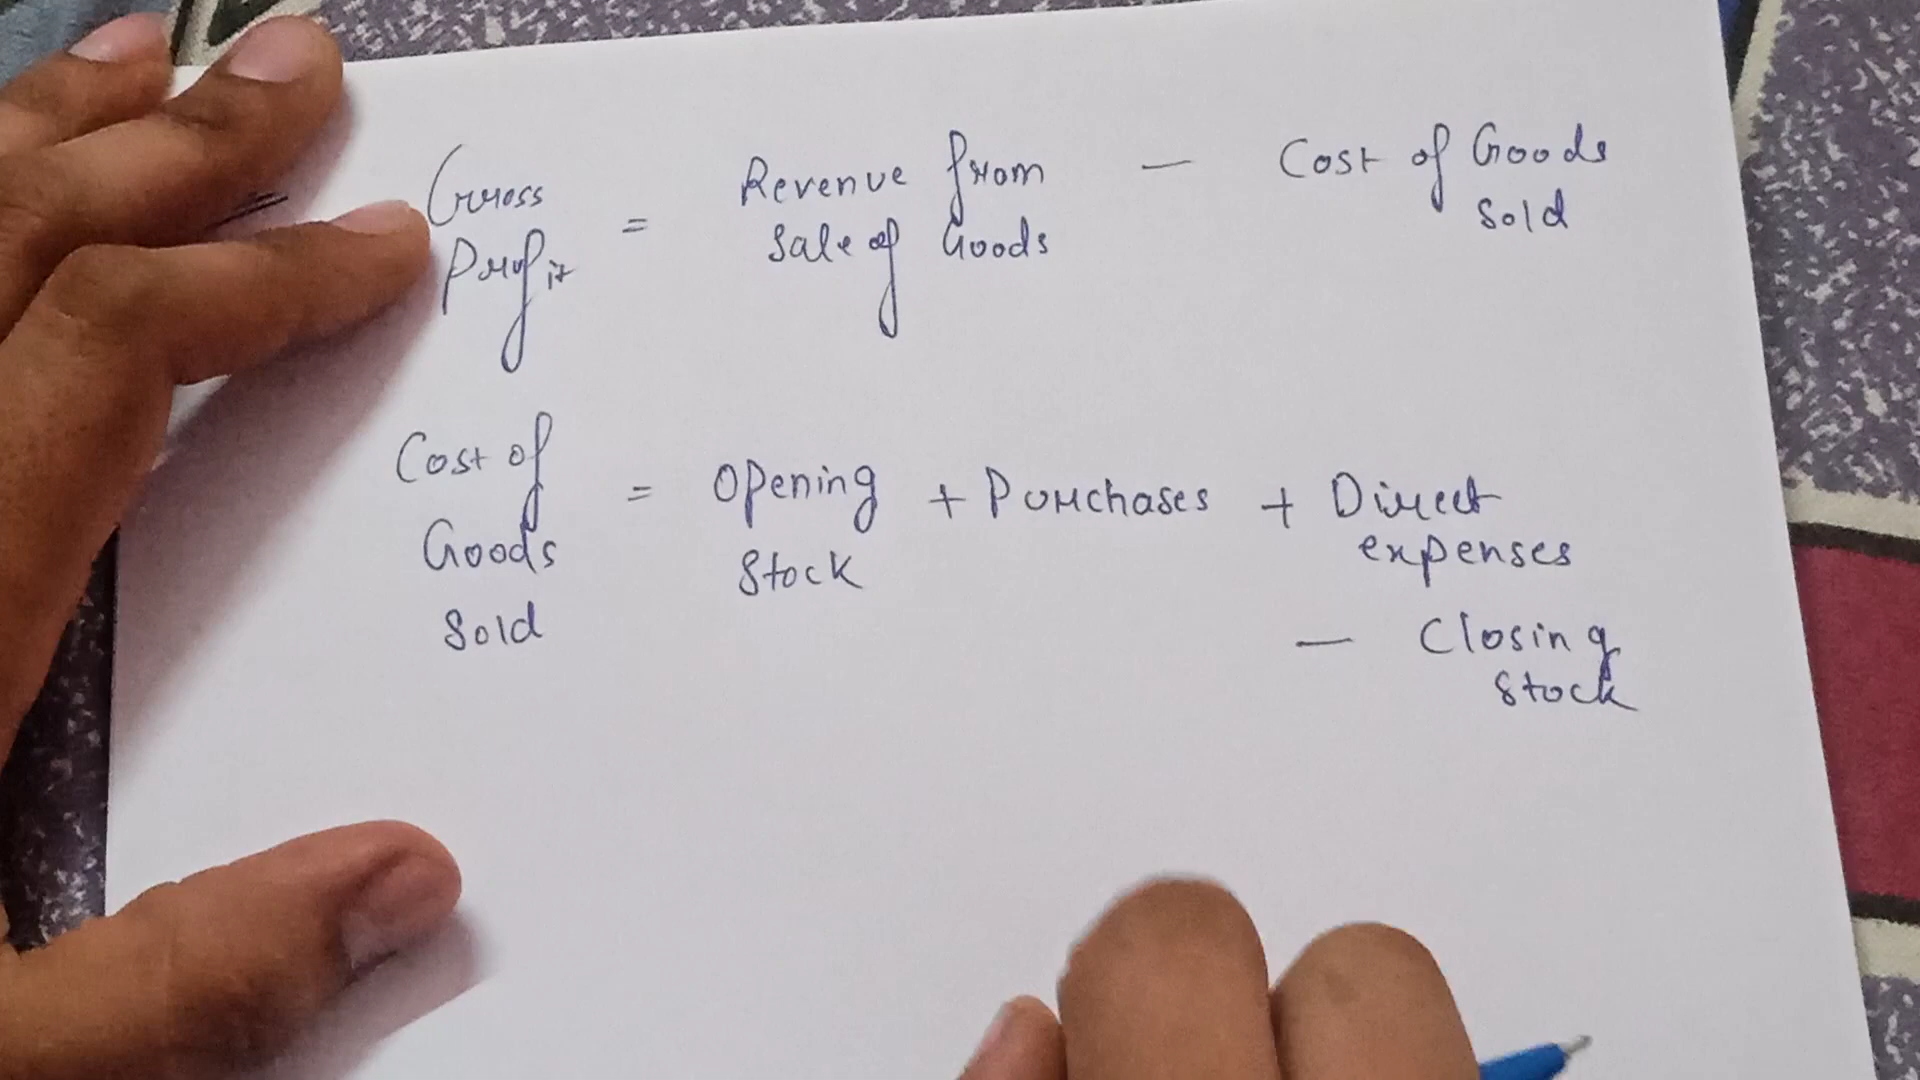 Gross Profit = Revenue from Sale of Goods — Cost of Goods Sold
Cost of Goods Sold = Opening Stock + Purchases + Direct expenses
— Closing Stock